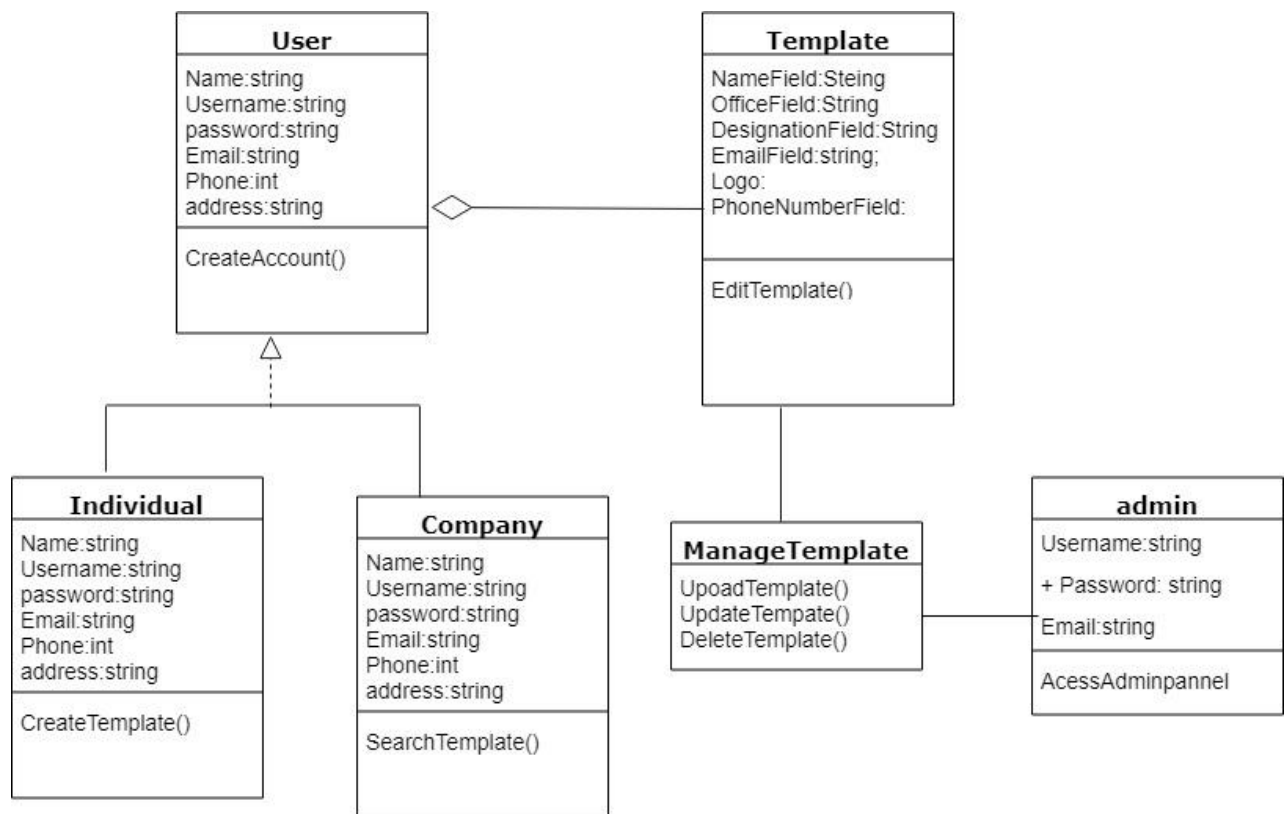 User
Name:string
Username:string
password:string
Email:string
Phone:int
address:string
CreateAccount()
Template
NameField:Steing
OfficeField:String
DesignationField:String
EmailField:string;
Logo:
PhoneNumberField:
EditTemplate()
Individual
Name:string
Username:string
password:string
Email:string
Phone:int
address:string
CreateTemplate()
Company
Name:string
Username:string
password:string
Email:string
Phone:int
address:string
SearchTemplate()
ManageTemplate
UpoadTemplate()
UpdateTempate()
DeleteTemplate()
admin
Username:string
+ Password: string
Email:string
AcessAdminpannel